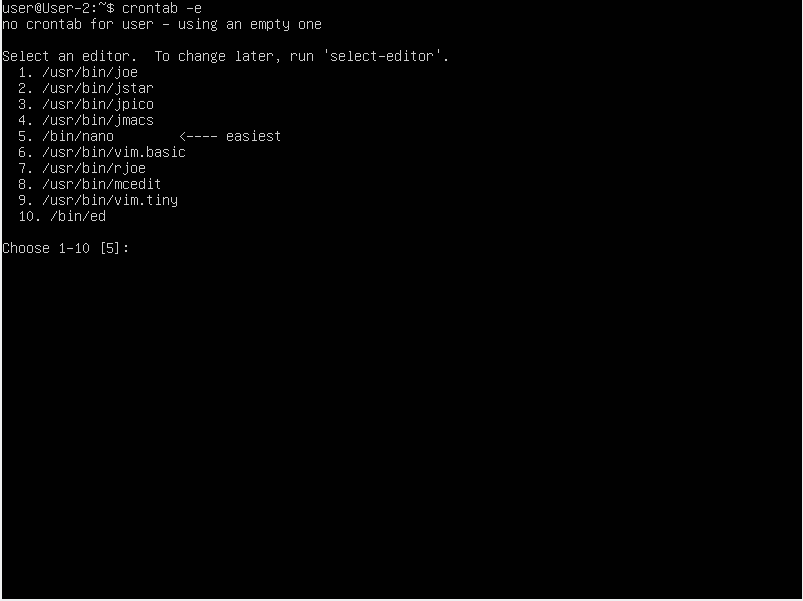 user@User-2:~$ crontab -e
no crontab for user - using an empty one
Select an editor.  To change later, run 'select-editor'.
  1. /usr/bin/joe
  2. /usr/bin/jstar
  3. /usr/bin/jpico
  4. /usr/bin/jmacs
  5. /bin/nano        <---- easiest
  6. /usr/bin/vim.basic
  7. /usr/bin/rjoe
  8. /usr/bin/mcedit
  9. /usr/bin/vim.tiny
  10. /bin/ed
Choose 1-10 [5]: